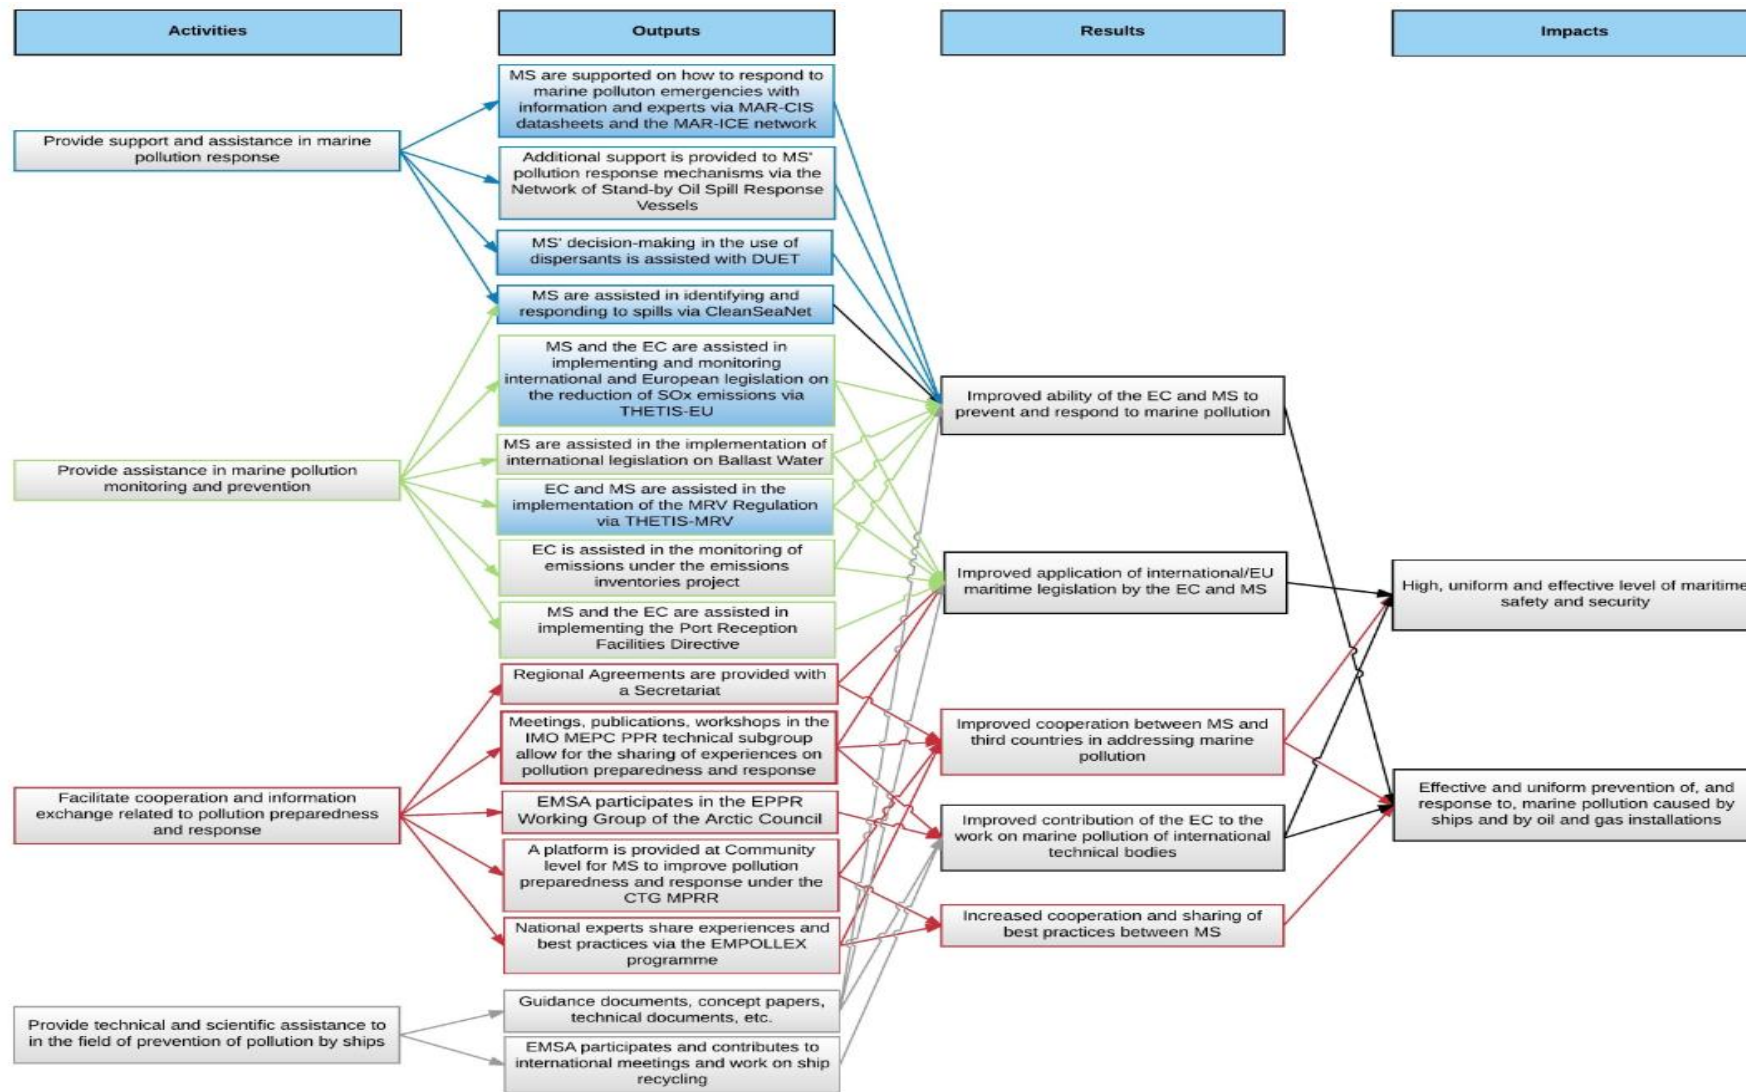 Activities
Outputs
Results
Impacts
Provide support and assistance in marine
pollution response
Provide assistance in marine pollution
monitoring and prevention
Facilitate cooperation and information
exchange related to pollution preparedness
and response
Provide technical and scientific assistance to
in the field of prevention of pollution by ships
MS are supported on how to respond to
marine polluton emergencies with
information and experts via MAR-CIS
datasheets and the MAR-ICE network
Additional support is provided to MS'
pollution response mechanisms via the
Network of Stand-by Oil Spill Response
Vessels
MS' decision-making in the use of
dispersants is assisted with DUET
MS are assisted in identifying and
responding to spills via CleanSeaNet
MS and the EC are assisted in
implementing and monitoring
international and European legislation on
the reduction of SOx emissions via
THETIS-EU
MS are assisted in the implementation of
international legislation on Ballast Water
EC and MS are assisted in the
implementation of the MRV Regulation
via THETIS-MRV
EC is assisted in the monitoring of
emissions under the emissions
inventories project
MS and the EC are assisted in
implementing the Port Reception
Facilities Directive
Regional Agreements are provided with
a Secretariat
Meetings, publications, workshops in the
IMO MEPC PPR technical subgroup
allow for the sharing of experiences on
pollution preparedness and response
EMSA participates in the EPPR
Working Group of the Arctic Council
A platform is provided at Community
level for MS to improve pollution
preparedness and response under the
CTG MPRR
National experts share experiences and
best practices via the EMPOLLEX
programme
Guidance documents, concept papers,
technical documents, etc.
EMSA participates and contributes to
international meetings and work on ship
recycling
Improved ability of the EC and MS to
prevent and respond to marine pollution
Improved application of international/EU
maritime legislation by the EC and MS
Improved cooperation between MS and
third countries in addressing marine
pollution
Improved contribution of the EC to the
work on marine pollution of international
technical bodies
Increased cooperation and sharing of
best practices between MS
High, uniform and effective level of maritime
safety and security
Effective and uniform prevention of, and
response to, marine pollution caused by
ships and by oil and gas installations